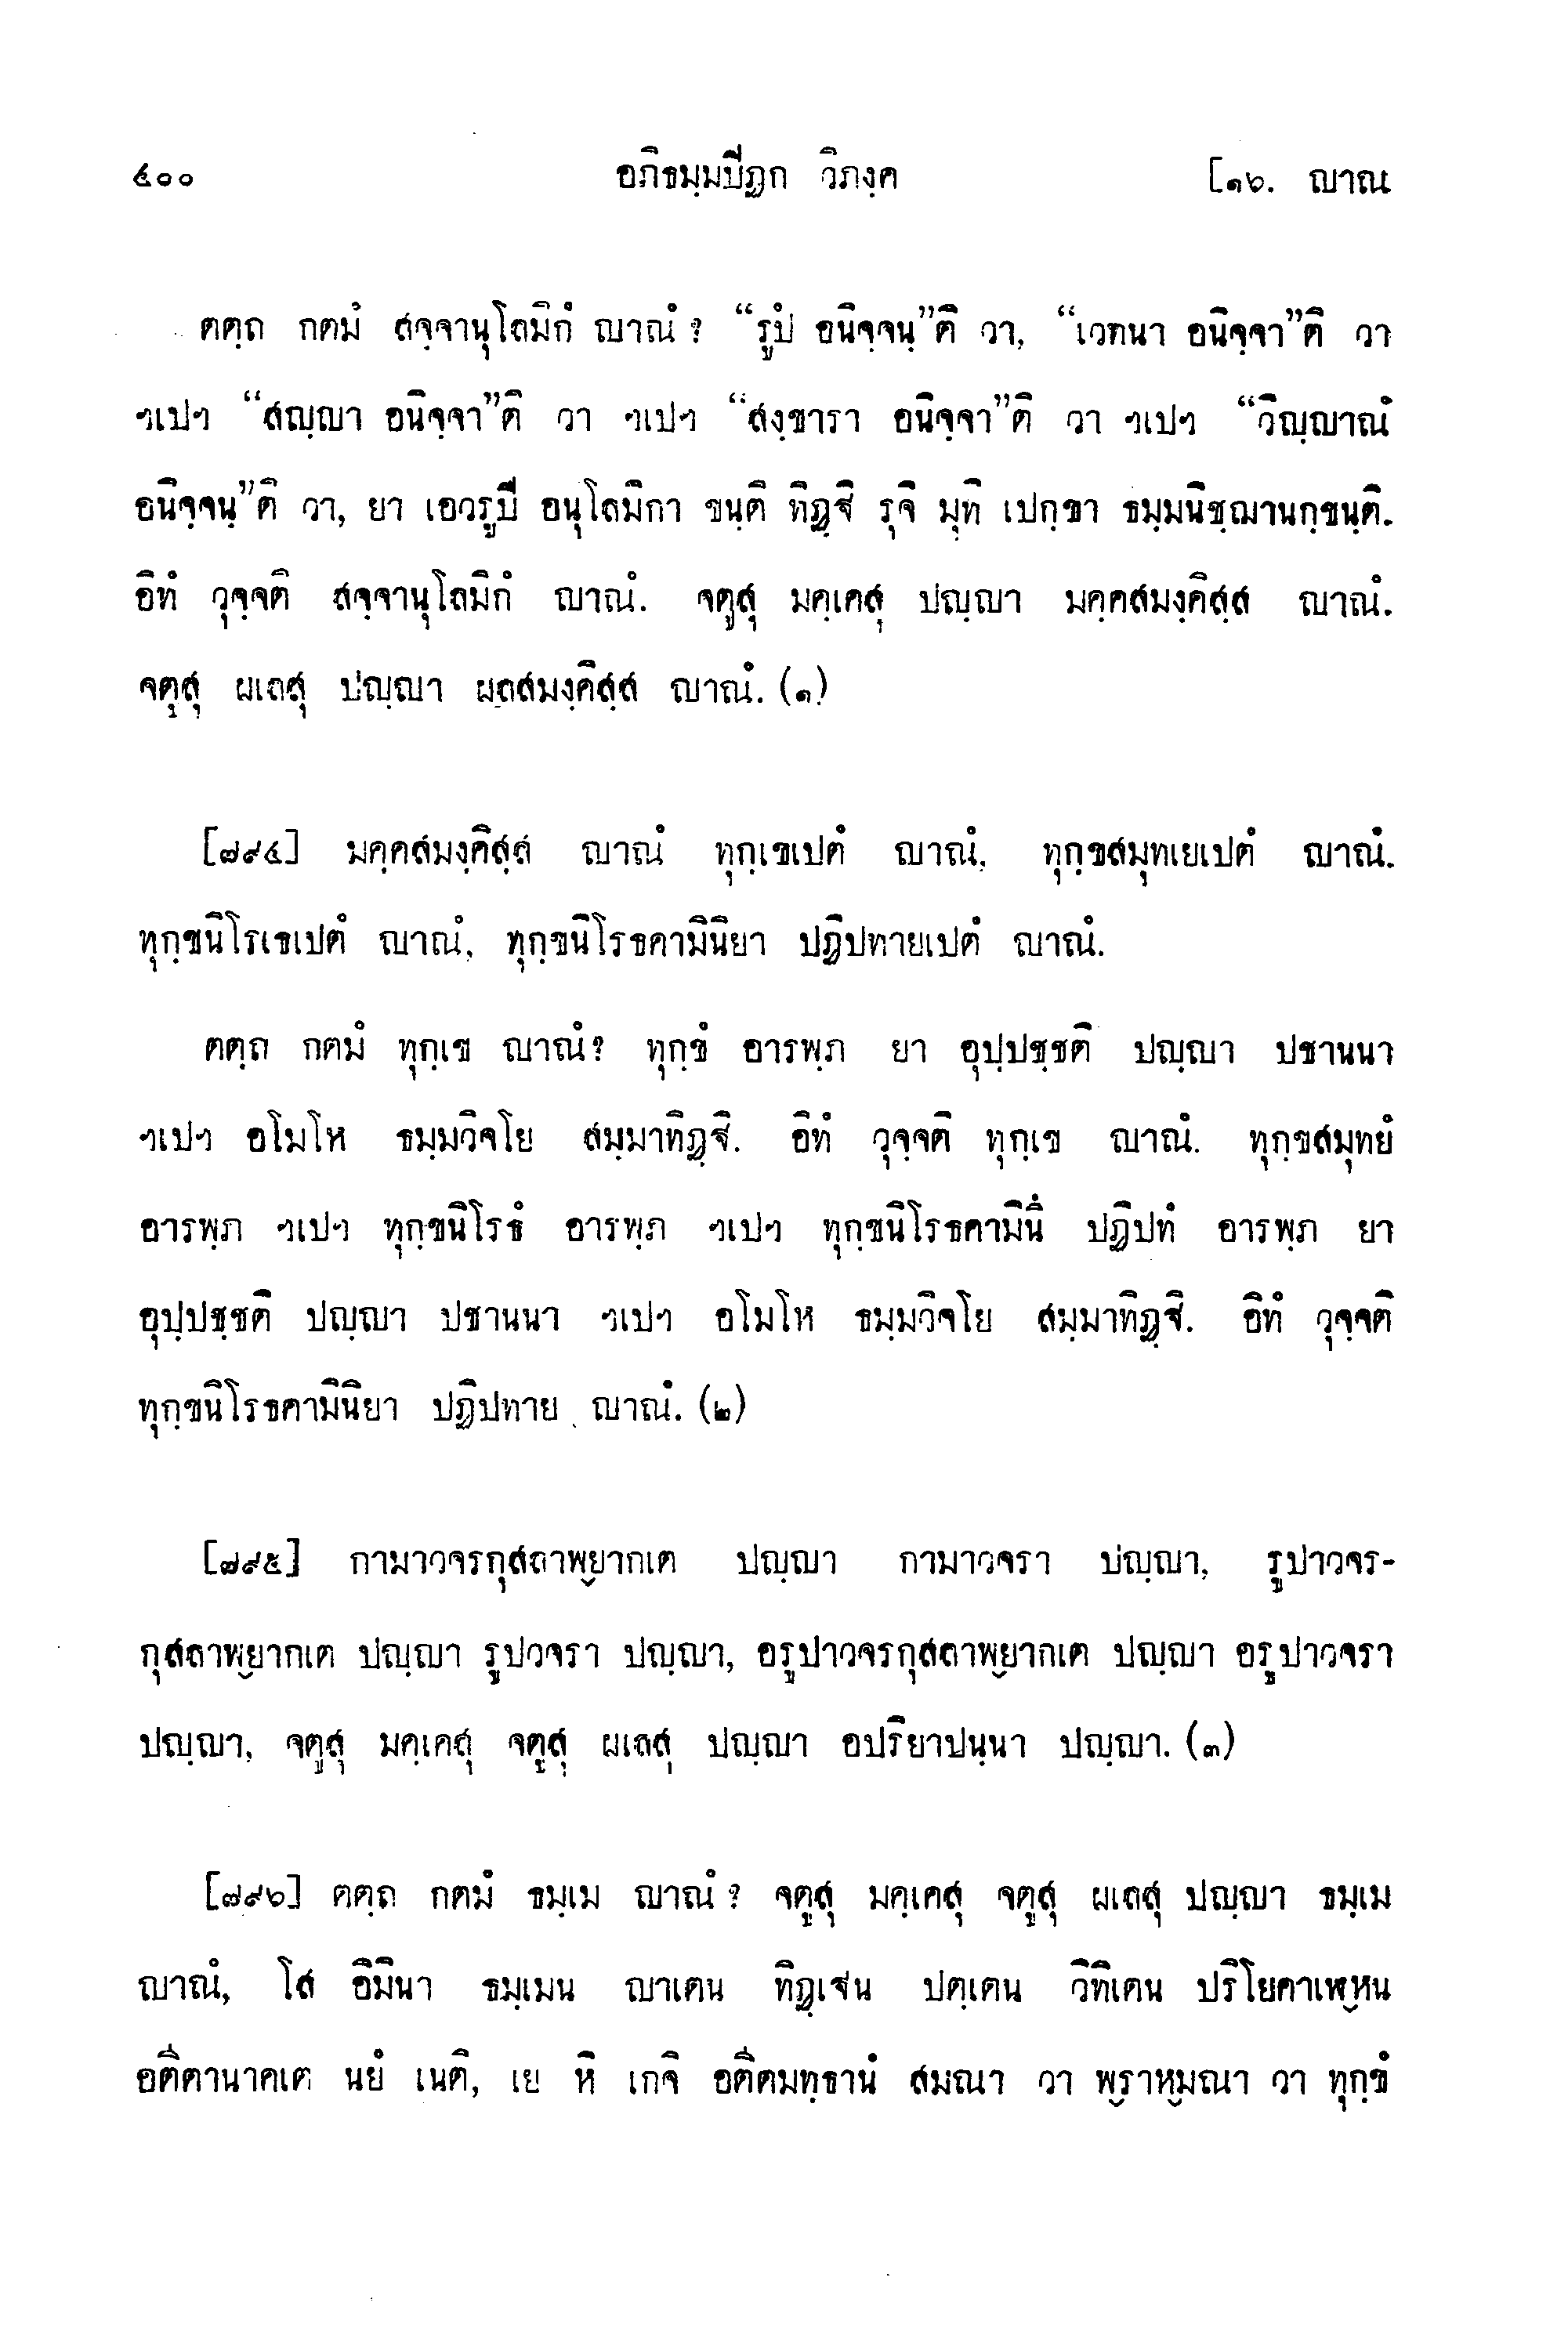 ๔๐๐ อภิธมฺมปีฏก วิภงฺค [๑๖. ญาณ
ตตฺถ กตมํ สจฺจานุโลมิกํ ญาณํ? “รูปํ อนิจฺจนฺ”ติ วา, “เวทนา อนิจฺจา”ติ วา
ฯเปฯ “สญฺญา อนิจฺจา”ติ วา ฯเปฯ “สงฺขารา อนิจฺจา”ติ วา ฯเปฯ “วิญฺญาณํ
อนิจฺจนฺ”ติ วา, ยา เอวรูปี อนุโลมิกา ขนฺติ ทิฏฺฐิ รุจิ มุทิ เปกฺขา ธมฺมนิชฺฌานกฺขนฺติ.
อิทํ วุจฺจติ สจฺจานุโลมิกํ ญาณํ. จตูสุ มคฺเคสุ ปญฺญา มคฺคสมงฺคิสฺส ญาณํ.
จตูสุ ผเลสุ ปญฺญา ผลสมงฺคิสฺส ญาณํ. (๑)
[๗๙๔] มคฺคสมงฺคิสฺส ญาณํ ทุกฺเขเปตํ ญาณํ, ทุกฺขสมุทเยเปตํ ญาณํ.
ทุกฺขนิโรเธเปตํ ญาณํ, ทุกฺขนิโรธคามินิยา ปฏิปทายเปตํ ญาณํ.
ตตฺถ กตมํ ทุกฺเข ญาณํ? ทุกฺขํ อารพฺภ ยา อุปฺปชฺชติ ปญฺญา ปชานนา
ฯเปฯ อโมโห ธมฺมวิจโย สมฺมาทิฏฺฐิ. อิทํ วุจฺจติ ทุกฺเข ญาณํ. ทุกฺขสมุทยํ
อารพฺภ ฯเปฯ ทุกฺขนิโรธํ อารพฺภ ฯเปฯ ทุกฺขนิโรธคามินึ ปฏิปทํ อารพฺภ ยา
อุปฺปชฺชติ ปญฺญา ปชานนา ฯเปฯ อโมโห ธมฺมวิจโย สมฺมาทิฏฺฐิ. อิทํ วุจฺจติ
ทุกฺขนิโรธคามินิยา ปฏิปทาย ญาณํ. (๒)
[๗๙๕] กามาวจรกุสลาพฺยากเต ปญฺญา กามาวจรา ปญฺญา, รูปาวจร-
กุสลาพฺยากเต ปญฺญา รูปวจรา ปญฺญา, อรูปาวจรกุสลาพฺยากเต ปญฺญา อรูปาวจรา
ปญฺญา, จตูสุ มคฺเคสุ จตูสุ ผเลสุ ปญฺญา อปริยาปนฺนา ปญฺญา. (๓)
[๗๙๖] ตตฺถ กตมํ ธมฺเม ญาณํ? จตูสุ มคฺเคสุ จตูสุ ผเลสุ ปญฺญา ธมฺเม
ญาณํ, โส อิมินา ธมฺเมน ญาเตน ทิฏฺเฐน ปตฺเตน วิทิเตน ปริโยคาเฬฺหน
อตีตานาคเต นยํ เนติ, เย หิ เกจิ อตีตมทฺธานํ สมณา วา พฺราหฺมณา วา ทุกฺขํ